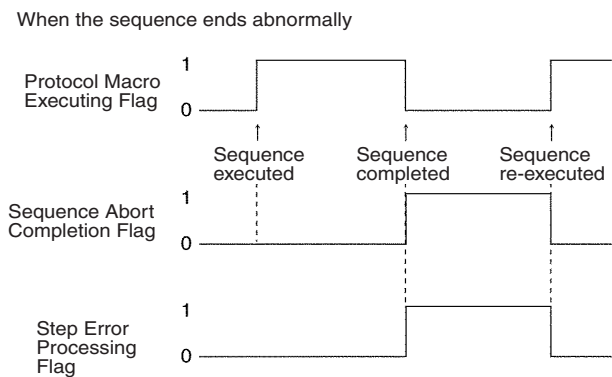 When the sequence ends abnormally
Protocol Macro
Executing Flag
1
0
Sequence
executed
Sequence
completed
Sequence
re-executed
Sequence Abort
Completion Flag
1
0
Step Error
Processing
Flag
1
0